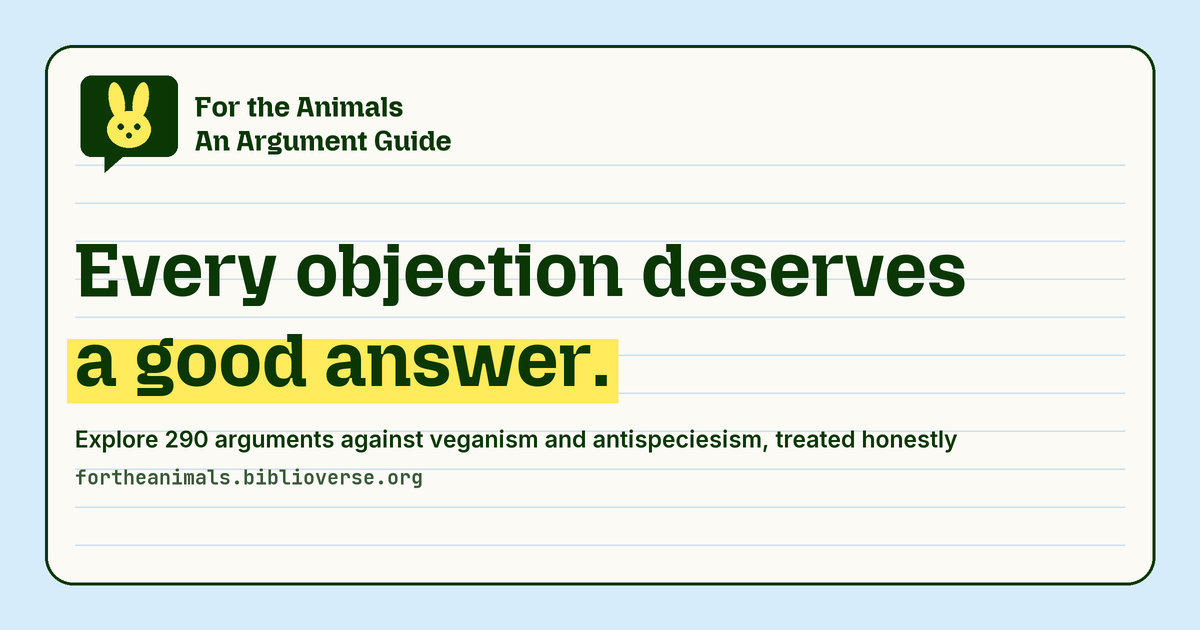 For the Animals
An Argument Guide
Every objection deserves
a good answer.
Explore 290 arguments against veganism and antispeciesism, treated honestly
fortheanimals.biblioverse.org